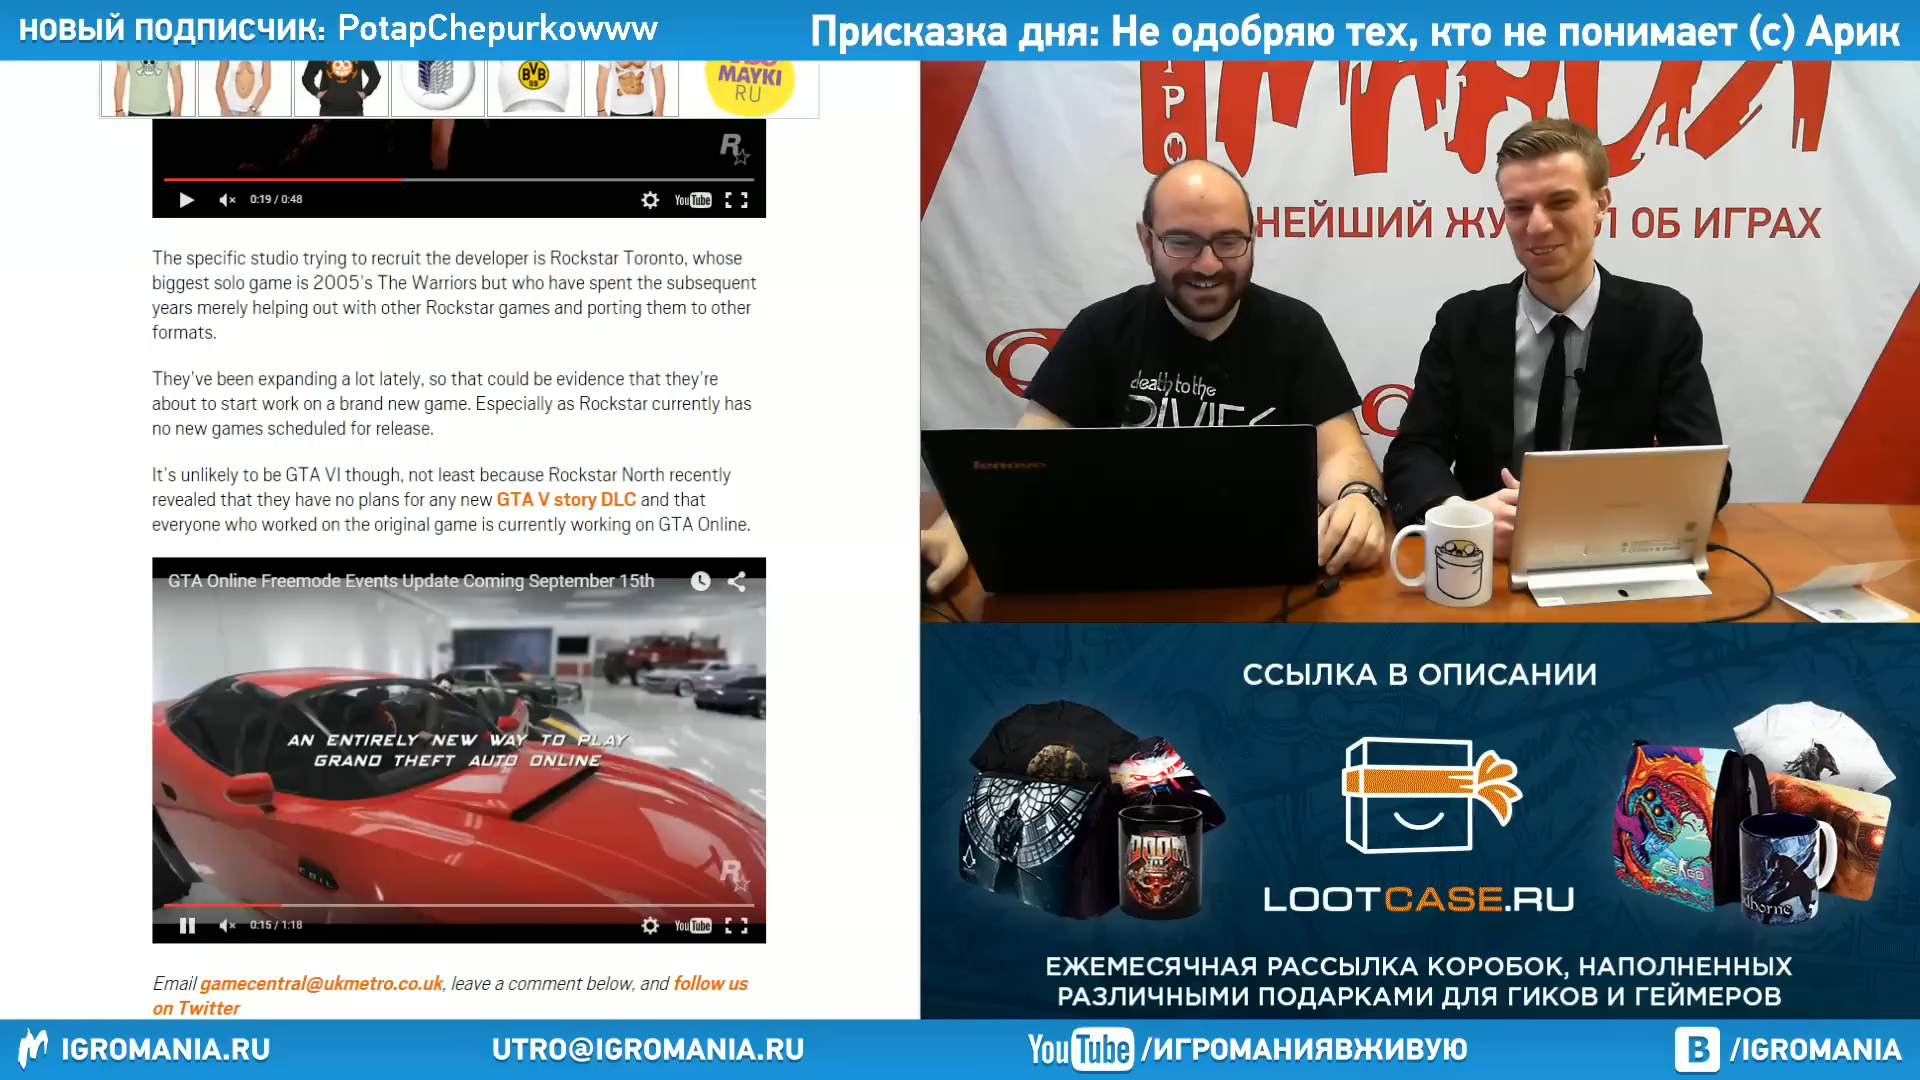 НОВЫЙ ПОДПИСЧИК: PotapChepurkowww
Присказка дня: Не одобряю тех, кто не понимает (с) Арик
BVB
09
MAYKI
RU
R
0:19 / 0:48
YouTube
The specific studio trying to recruit the developer is Rockstar Toronto, whose
biggest solo game is 2005's The Warriors but who have spent the subsequent
years merely helping out with other Rockstar games and porting them to other
formats.
They've been expanding a lot lately, so that could be evidence that they're
about to start work on a brand new game. Especially as Rockstar currently has
no new games scheduled for release.
It's unlikely to be GTA VI though, not least because Rockstar North recently
revealed that they have no plans for any new GTA V story DLC and that
everyone who worked on the original game is currently working on GTA Online.
GTA Online Freemode Events Update Coming September 15th
AN ENTIRELY NEW WAY TO PLAY
GRAND THEFT AUTO ONLINE
R
0:15 / 1:18
YouTube
Email gamecentral@ukmetro.co.uk, leave a comment below, and follow us
on Twitter
НЕЙШИЙ ЖУ Л ОБ ИГРАХ
death to the
lenovo
ССЫЛКА В ОПИСАНИИ
DOOM
CS:GO
dborne
LOOTCASE.RU
ЕЖЕМЕСЯЧНАЯ РАССЫЛКА КОРОБОК, НАПОЛНЕННЫХ
РАЗЛИЧНЫМИ ПОДАРКАМИ ДЛЯ ГИКОВ И ГЕЙМЕРОВ
IGROMANIA.RU
UTRO@IGROMANIA.RU
YouTube /ИГРОМАНИЯВЖИВУЮ
B /IGROMANIA